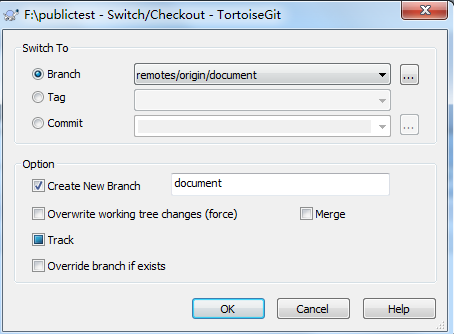 F:\publictest - Switch/Checkout - TortoiseGit
Switch To
Branch
remotes/origin/document
...
Tag
Commit
...
Option
Create New Branch
document
Overwrite working tree changes (force)
Merge
Track
Override branch if exists
OK
Cancel
Help